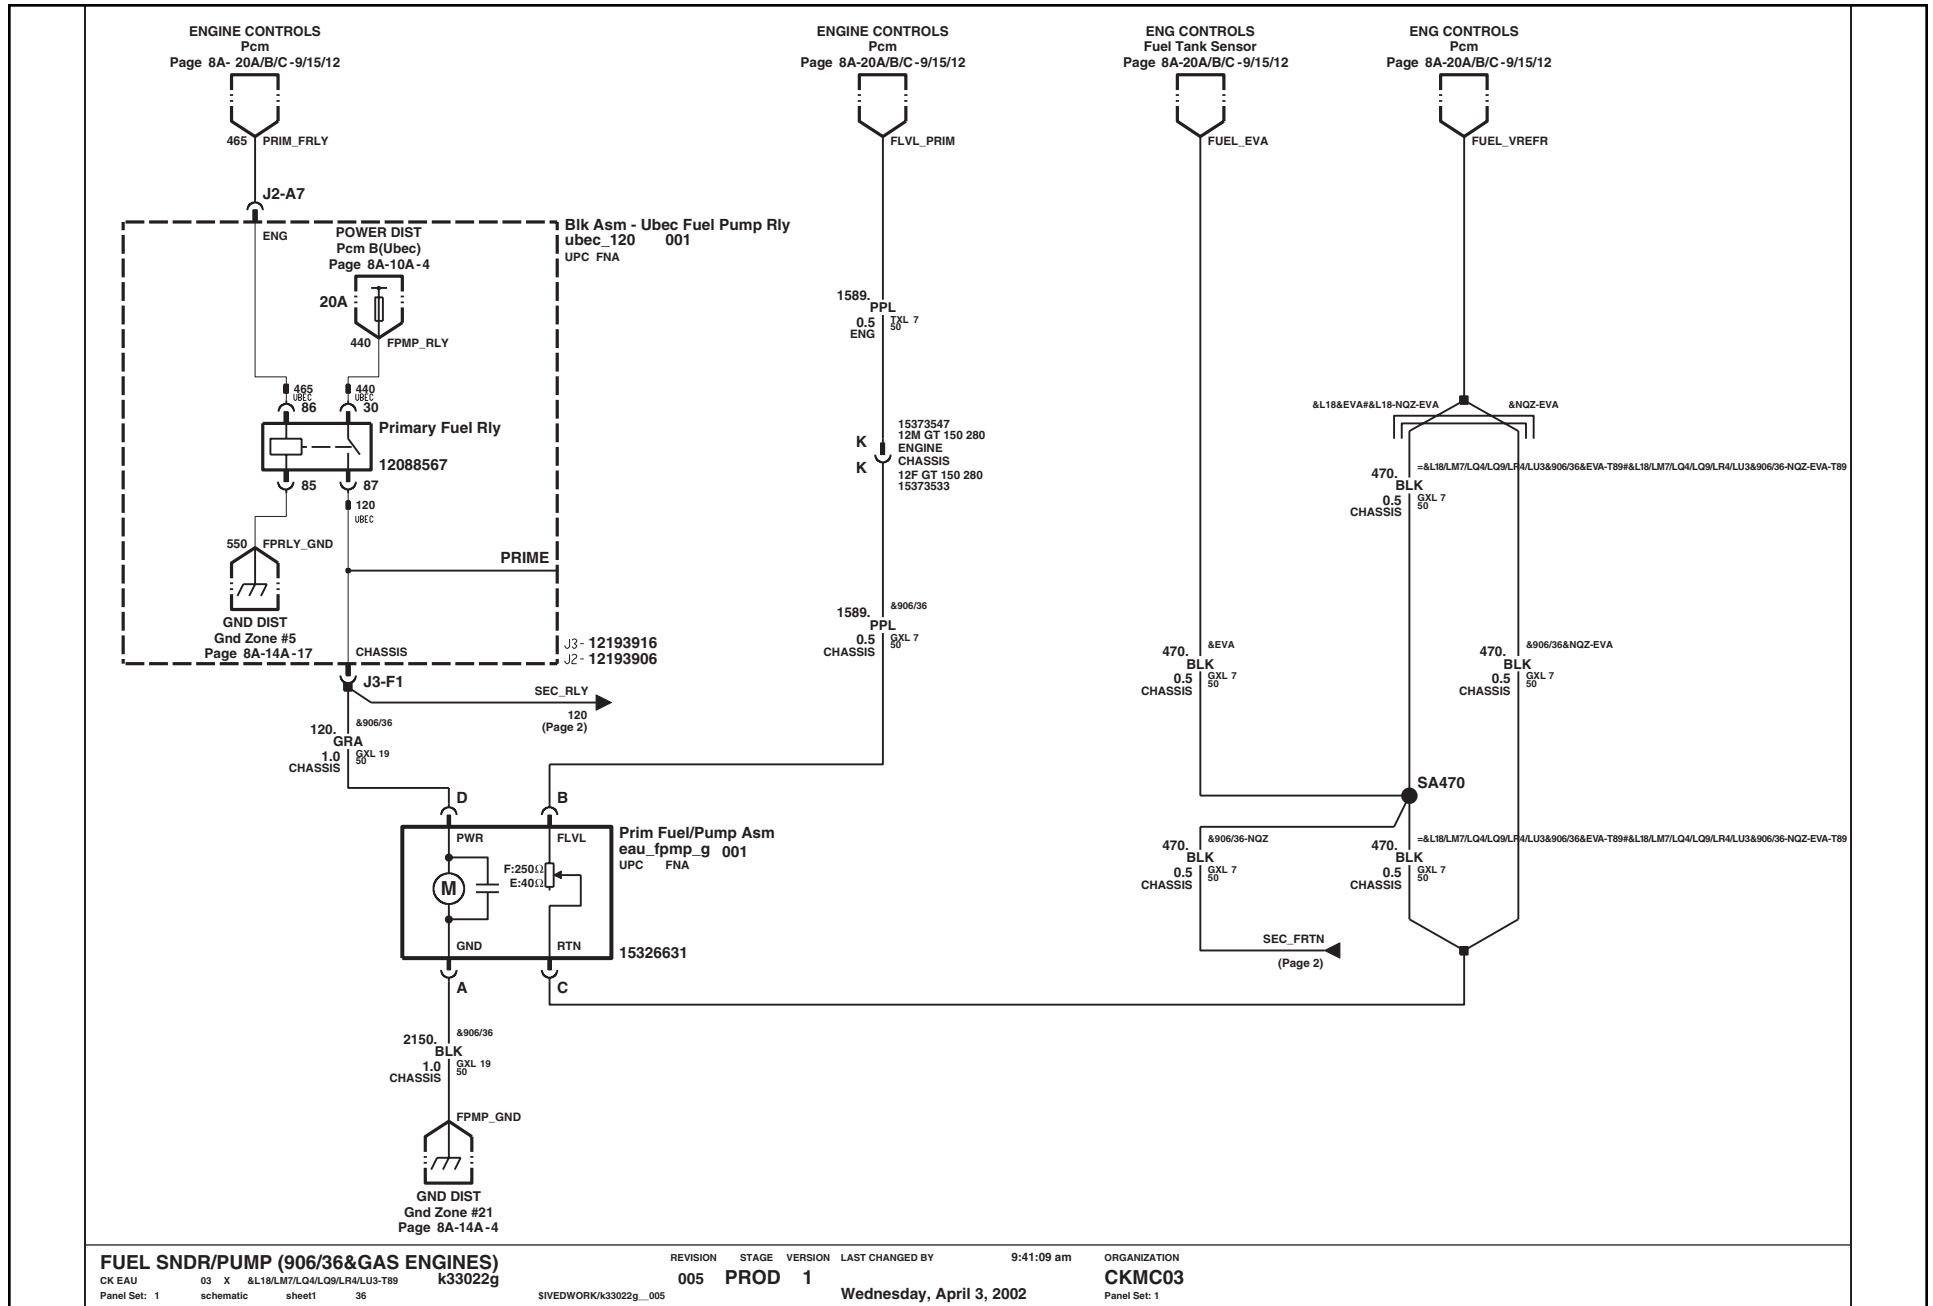 ENGINE CONTROLS
Pcm
Page 8A- 20A/B/C-9/15/12
465 PRIM_FRLY
J2-A7
ENGINE CONTROLS
Pcm
Page 8A-20A/B/C-9/15/12
FLVL_PRIM
ENG CONTROLS
Fuel Tank Sensor
Page 8A-20A/B/C-9/15/12
FUEL_EVA
ENG CONTROLS
Pcm
Page 8A-20A/B/C-9/15/12
FUEL_VREFR
Blk Asm - Ubec Fuel Pump Rly
ubec_120 001
UPC FNA
ENG
POWER DIST
Pcm B(Ubec)
Page 8A-10A-4
20A
440 FPMP_RLY
465
UBEC
86
440
UBEC
30
Primary Fuel Rly
12088567
85
87
120
UBEC
550 FPRLY_GND
PRIME
GND DIST
Gnd Zone #5
Page 8A-14A-17
CHASSIS
J3- 12193916
J2- 12193906
J3-F1
SEC_RLY
120
(Page 2)
120.
&906/36
GRA
1.0 GXL 19
CHASSIS 50
1589.
PPL
0.5 TXL 7
ENG 50
K
K
15373547
12M GT 150 280
ENGINE
CHASSIS
12F GT 150 280
15373533
1589. &906/36
PPL
0.5 GXL 7
CHASSIS 50
&L18&EVA#&L18-NQZ-EVA
&NQZ-EVA
=&L18/LM7/LQ4/LQ9/LR4/LU3&906/36&EVA-T89#&L18/LM7/LQ4/LQ9/LR4/LU3&906/36-NQZ-EVA-T89
470.
BLK
0.5 GXL 7
CHASSIS 50
470. &EVA
BLK
0.5 GXL 7
CHASSIS 50
470. &906/36&NQZ-EVA
BLK
0.5 GXL 7
CHASSIS 50
SA470
470. &906/36-NQZ
BLK
0.5 GXL 7
CHASSIS 50
=&L18/LM7/LQ4/LQ9/LR4/LU3&906/36&EVA-T89#&L18/LM7/LQ4/LQ9/LR4/LU3&906/36-NQZ-EVA-T89
470.
BLK
0.5 GXL 7
CHASSIS 50
SEC_FRTN
(Page 2)
D
B
PWR
FLVL
F:250Ω
E:40Ω
M
GND
RTN
Prim Fuel/Pump Asm
eau_fpmp_g 001
UPC FNA
15326631
A
C
2150. &906/36
BLK
1.0 GXL 19
CHASSIS 50
FPMP_GND
GND DIST
Gnd Zone #21
Page 8A-14A-4
FUEL SNDR/PUMP (906/36&GAS ENGINES)
CK EAU 03 X &L18/LM7/LQ4/LQ9/LR4/LU3-T89 k33022g
Panel Set: 1 schematic sheet1 36 $IVEDWORK/k33022g__005
REVISION STAGE VERSION LAST CHANGED BY 9:41:09 am
005 PROD 1
Wednesday, April 3, 2002
ORGANIZATION
CKMC03
Panel Set: 1